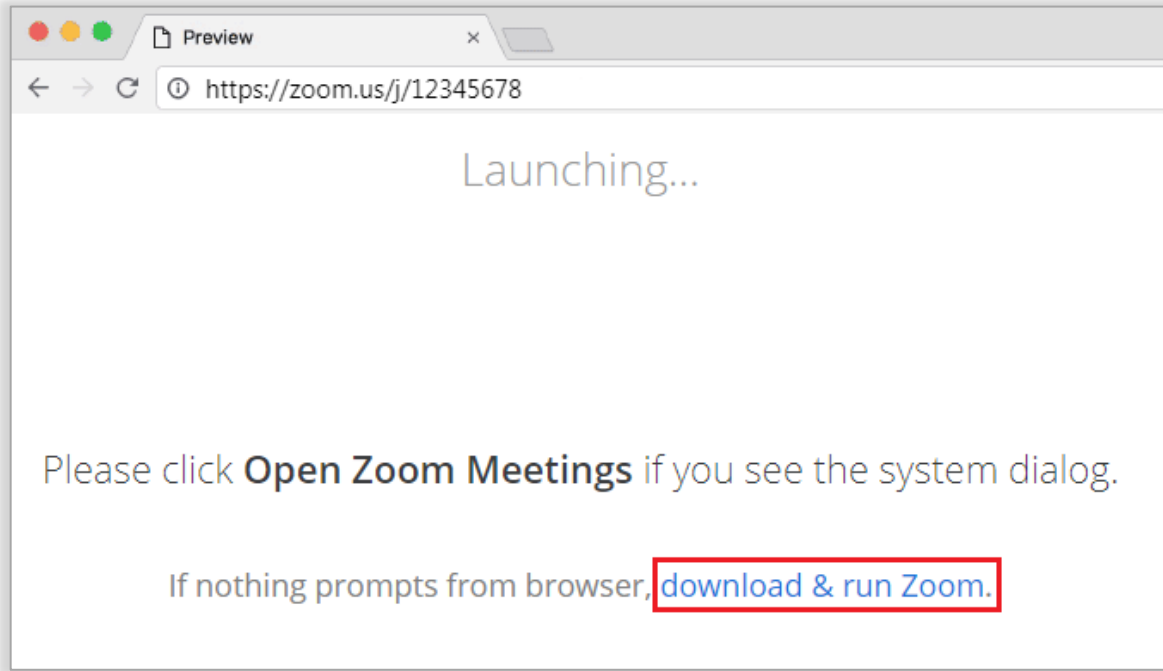 Preview
https://zoom.us/j/12345678
Launching...
Please click Open Zoom Meetings if you see the system dialog.
If nothing prompts from browser, download & run Zoom.